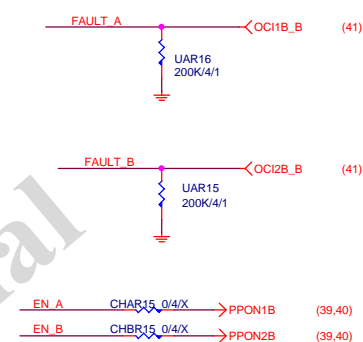 FAULT_A OCI1B_B (41)
UAR16
200K/4/1
FAULT_B OCI2B_B (41)
UAR15
200K/4/1
EN_A CHAR15 0/4/X PPON1B (39,40)
EN_B CHBR15 0/4/X PPON2B (39,40)